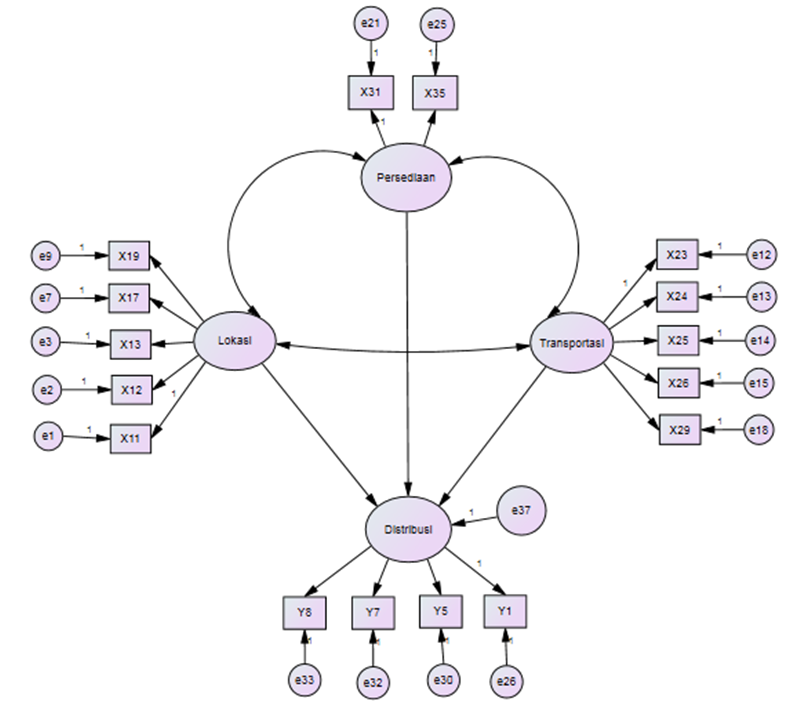 e21 e25
1 1
X31 X35
1
Persediaan
e9 1 X19
e7 1 X17
e3 1 X13
e2 1 X12
e1 1 X11
1
Lokasi
Transportasi
1
X23 1 e12
X24 1 e13
X25 1 e14
X26 1 e15
X29 1 e18
Distribusi
1 e37
1
Y8 Y7 Y5 Y1
1 1 1 1
e33 e32 e30 e26